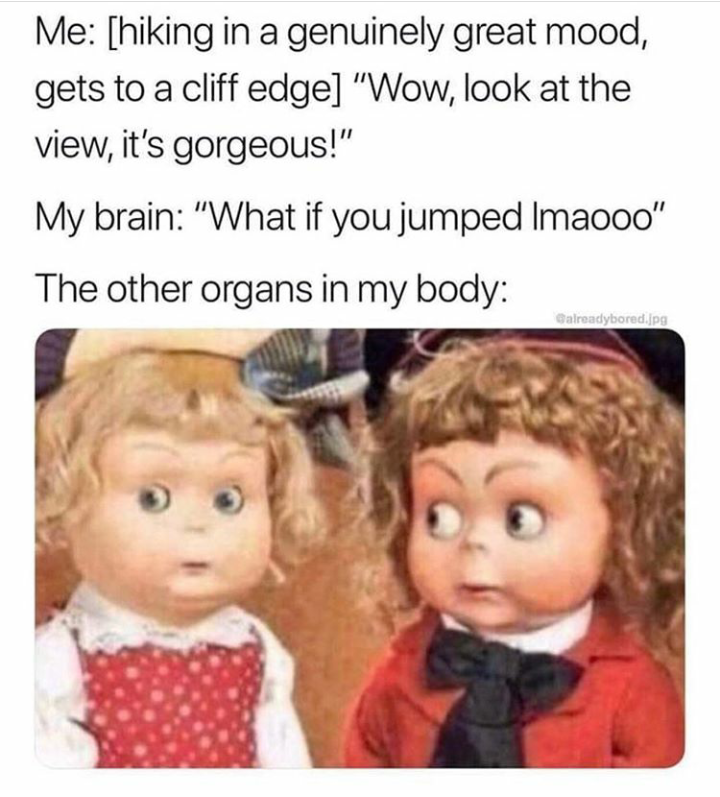 Me: [hiking in a genuinely great mood,
gets to a cliff edge] "Wow, look at the
view, it's gorgeous!"
My brain: "What if you jumped lmaooo"
The other organs in my body:
@alreadybored.jpg